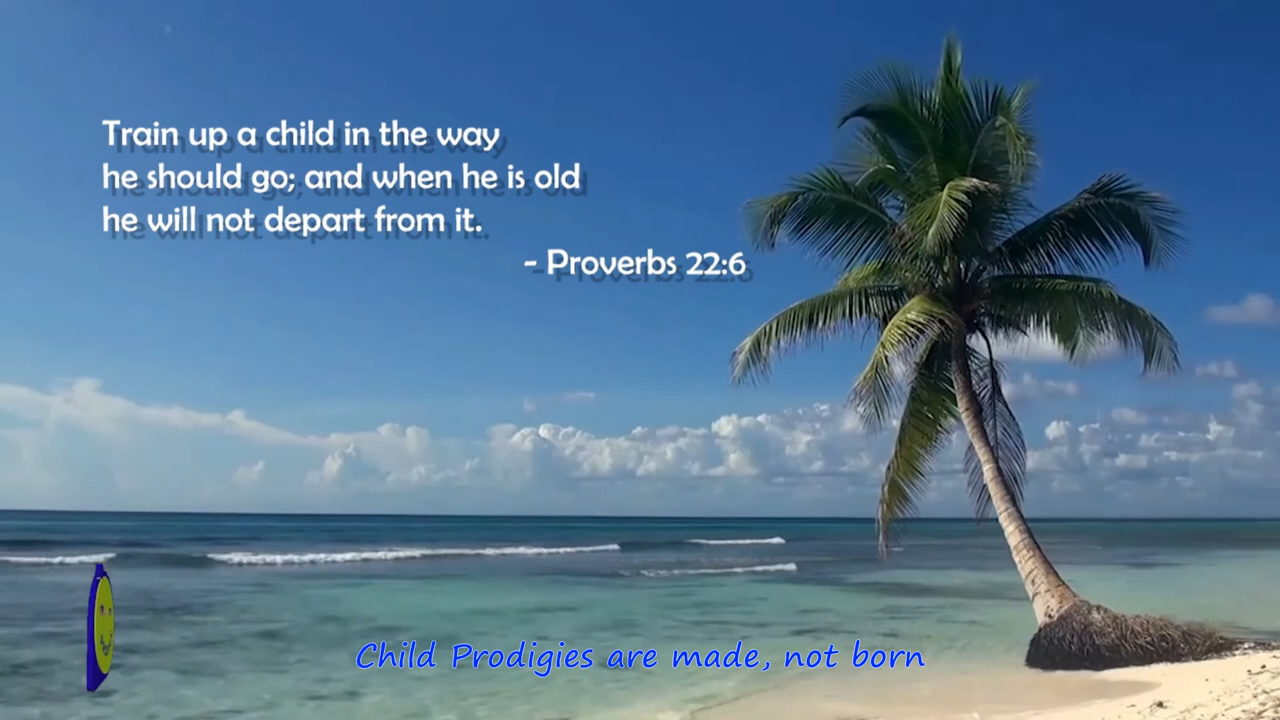 Train up a child in the way
he should go; and when he is old
he will not depart from it.
- Proverbs 22:6
Child Prodigies are made, not born